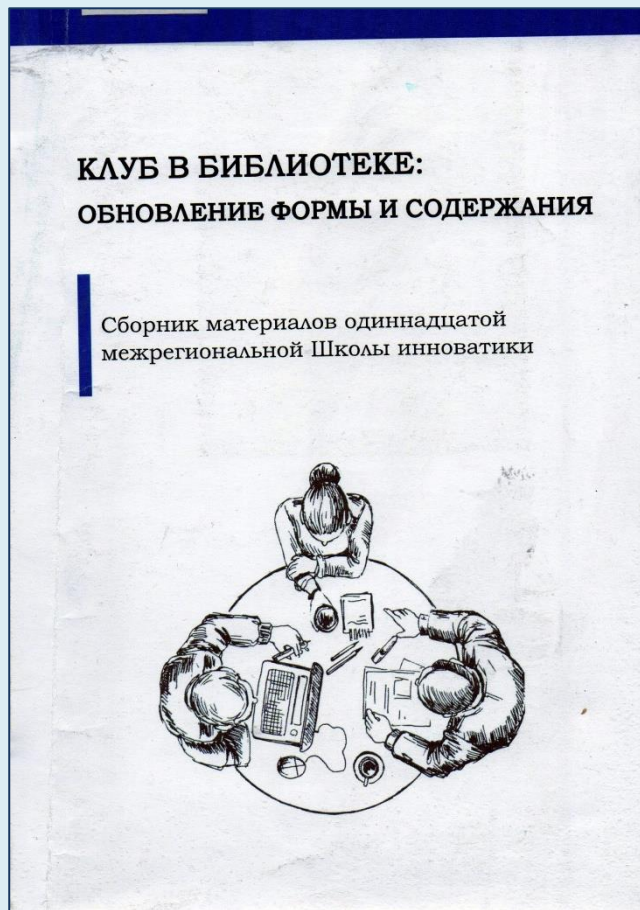 КЛУБ В БИБЛИОТЕКЕ:
ОБНОВЛЕНИЕ ФОРМЫ И СОДЕРЖАНИЯ
Сборник материалов одиннадцатой
межрегиональной Школы инноватики